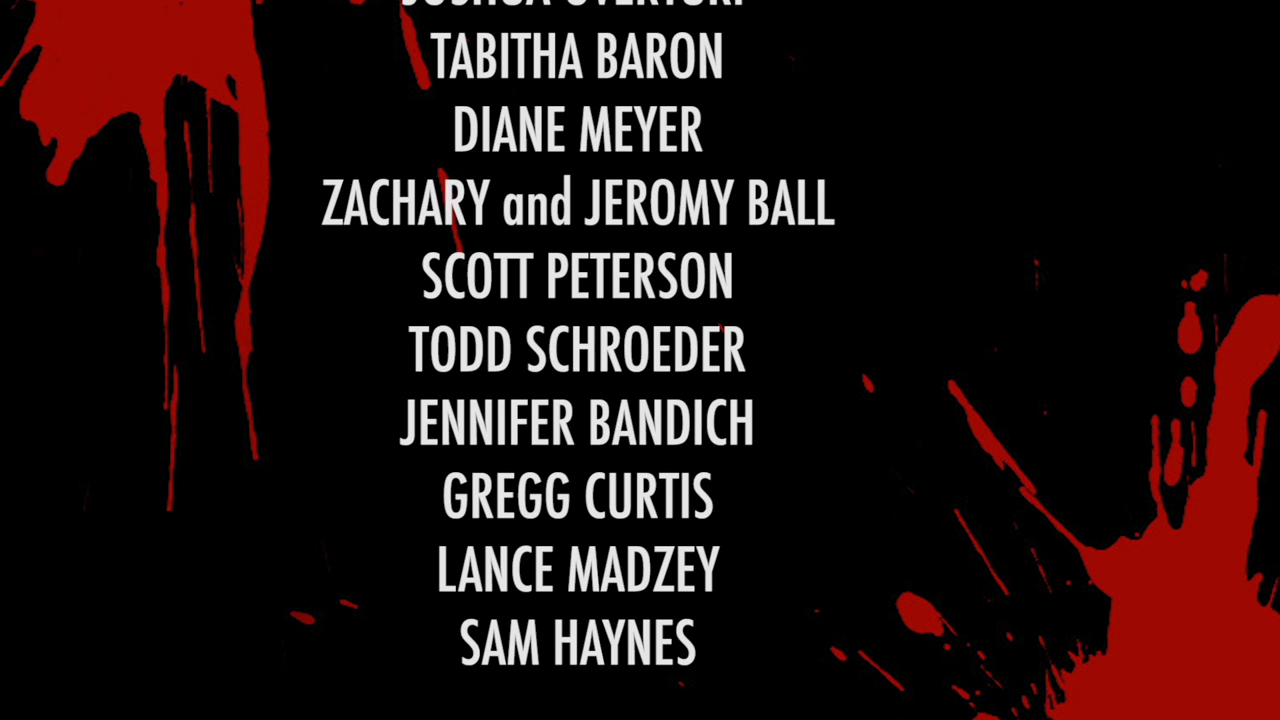 TABITHA BARON
DIANE MEYER
ZACHARY and JEROMY BALL
SCOTT PETERSON
TODD SCHROEDER
JENNIFER BANDICH
GREGG CURTIS
LANCE MADZEY
SAM HAYNES